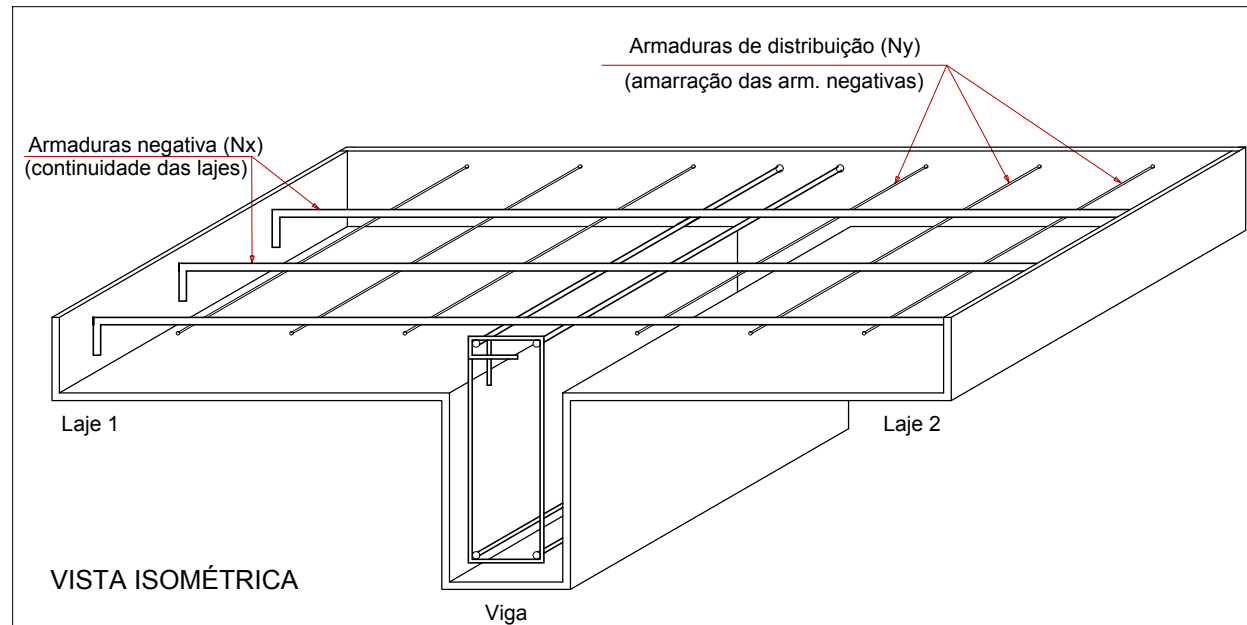 Armaduras de distribuição (Ny)
(amarração das arm. negativas)
Armaduras negativa (Nx)
(continuidade das lajes)
Laje 1
Laje 2
VISTA ISOMÉTRICA
Viga